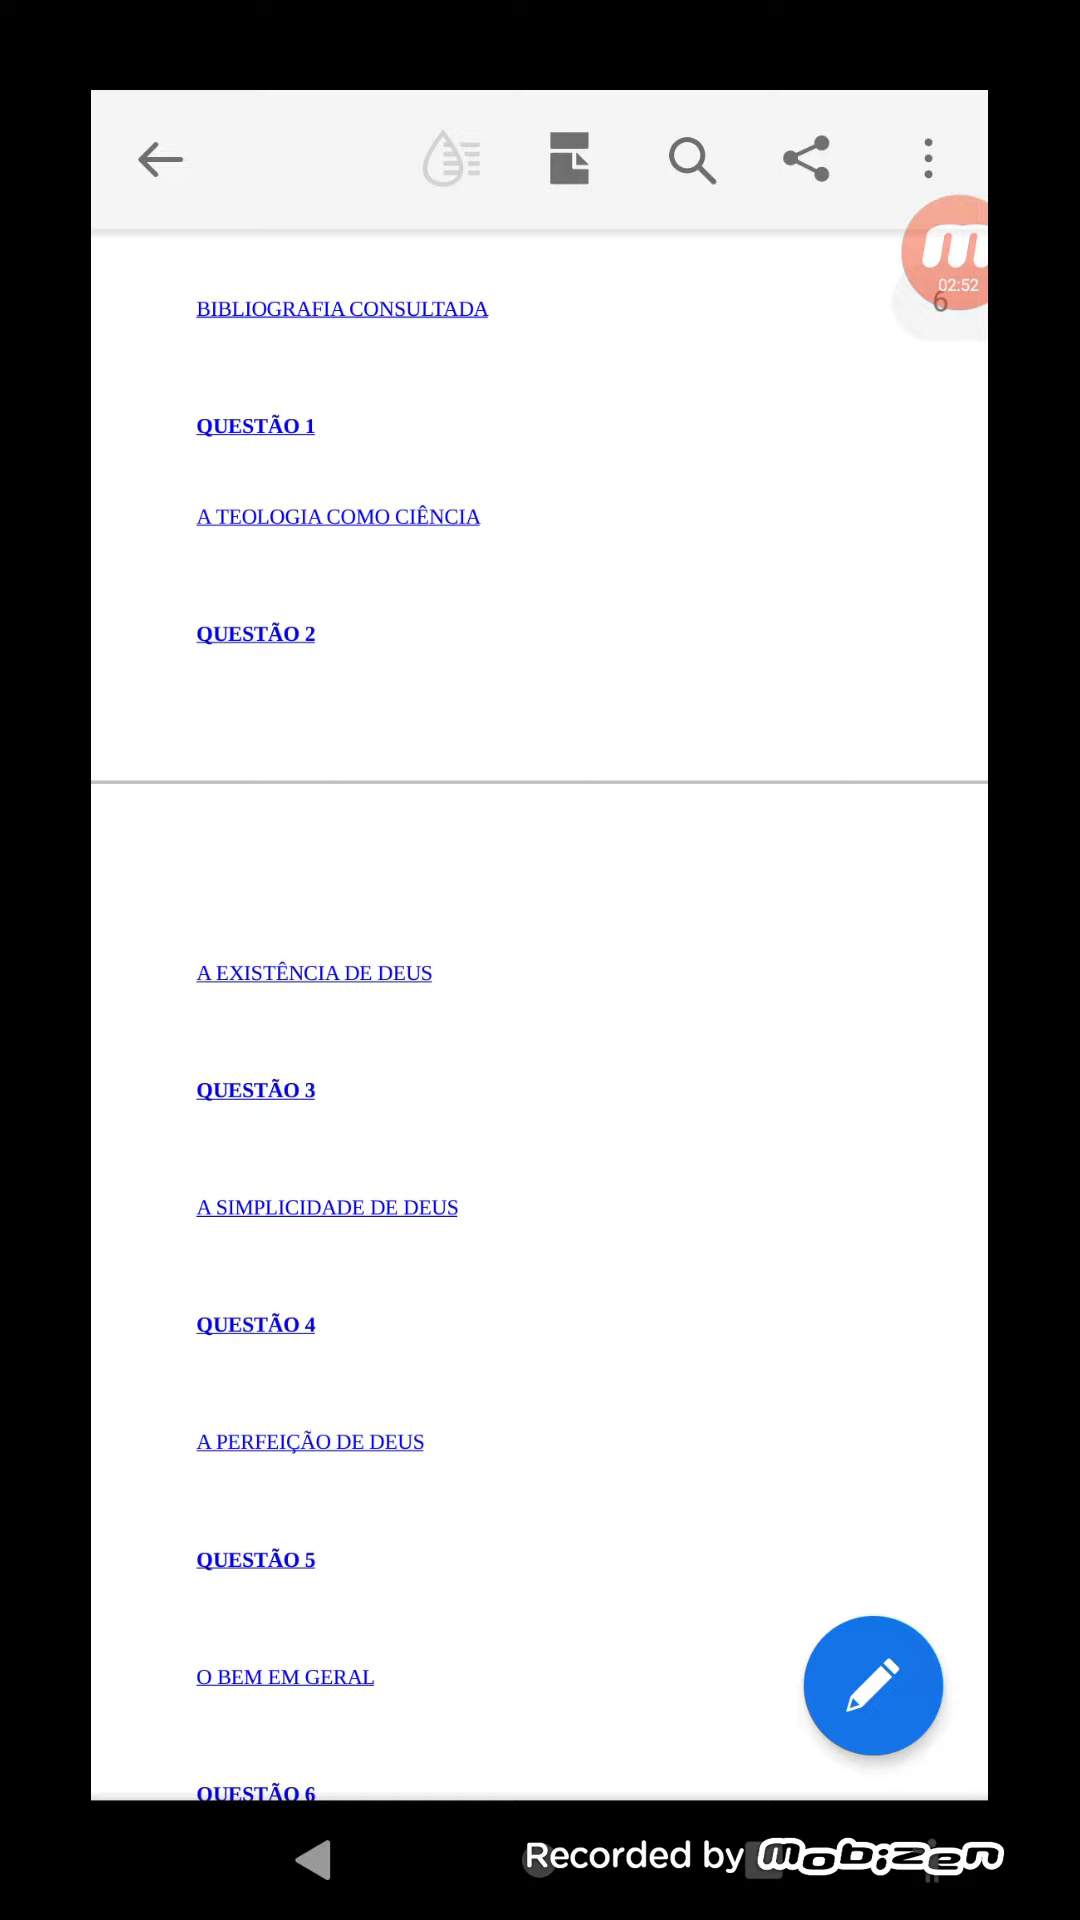 02:52
6
BIBLIOGRAFIA CONSULTADA
QUESTÃO 1
A TEOLOGIA COMO CIÊNCIA
QUESTÃO 2
A EXISTÊNCIA DE DEUS
QUESTÃO 3
A SIMPLICIDADE DE DEUS
QUESTÃO 4
A PERFEIÇÃO DE DEUS
QUESTÃO 5
O BEM EM GERAL
QUESTÃO 6
Recorded by mobizen